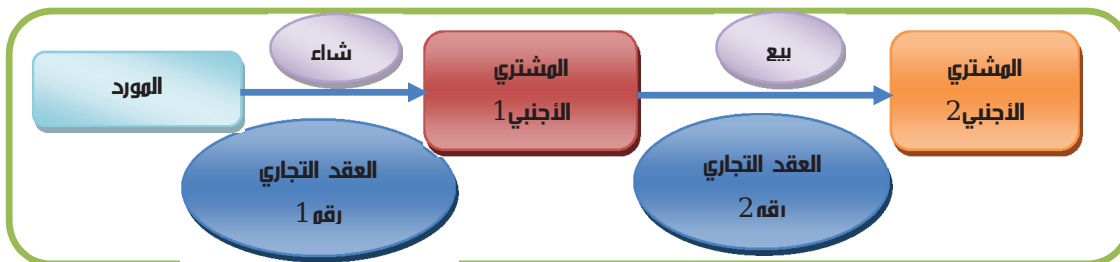 المورد
شراء
المشتري
الأجنبي1
بيع
المشتري
الأجنبي2
العقد التجاري
رقم 1
العقد التجاري
رقم 2